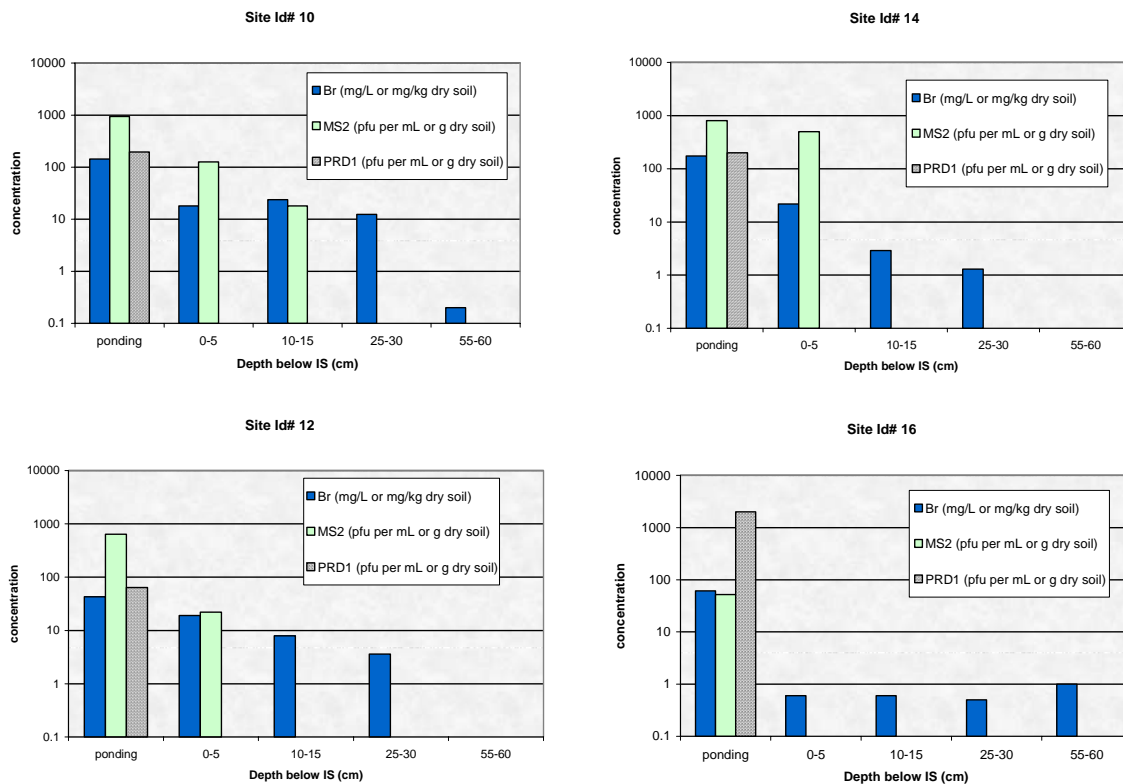 Site Id# 10
10000
1000
100
10
1
0.1
concentration
Br (mg/L or mg/kg dry soil)
MS2 (pfu per mL or g dry soil)
PRD1 (pfu per mL or g dry soil)
ponding 0-5 10-15 25-30 55-60
Depth below IS (cm)
Site Id# 14
10000
1000
100
10
1
0.1
concentration
Br (mg/L or mg/kg dry soil)
MS2 (pfu per mL or g dry soil)
PRD1 (pfu per mL or g dry soil)
ponding 0-5 10-15 25-30 55-60
Depth below IS (cm)
Site Id# 12
10000
1000
100
10
1
0.1
concentration
Br (mg/L or mg/kg dry soil)
MS2 (pfu per mL or g dry soil)
PRD1 (pfu per mL or g dry soil)
ponding 0-5 10-15 25-30 55-60
Depth below IS (cm)
Site Id# 16
10000
1000
100
10
1
0.1
concentration
Br (mg/L or mg/kg dry soil)
MS2 (pfu per mL or g dry soil)
PRD1 (pfu per mL or g dry soil)
ponding 0-5 10-15 25-30 55-60
Depth below IS (cm)